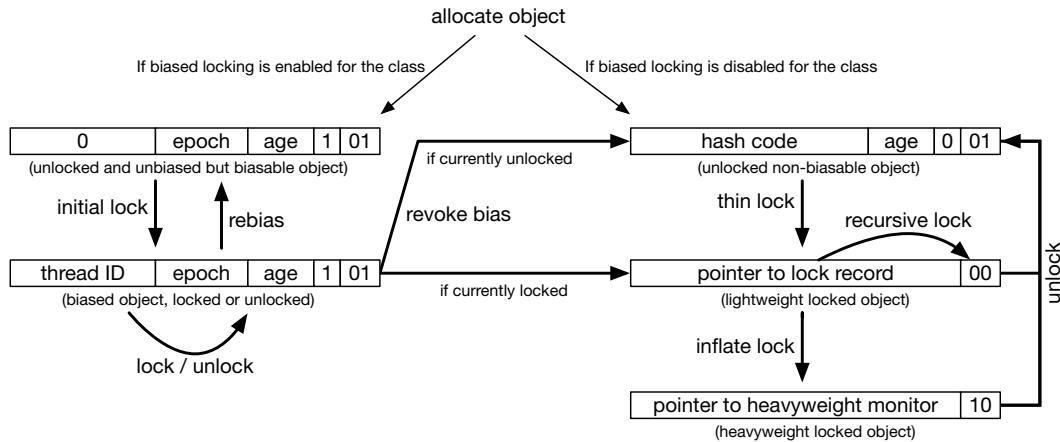 allocate object
If biased locking is enabled for the class
If biased locking is disabled for the class
0 epoch age 1 01
(unlocked and unbiased but biasable object)
if currently unlocked
hash code age 0 01
(unlocked non-biasable object)
initial lock
rebias
revoke bias
thin lock
recursive lock
thread ID epoch age 1 01
(biased object, locked or unlocked)
if currently locked
pointer to lock record 00
(lightweight locked object)
unlock
lock / unlock
inflate lock
pointer to heavyweight monitor 10
(heavyweight locked object)